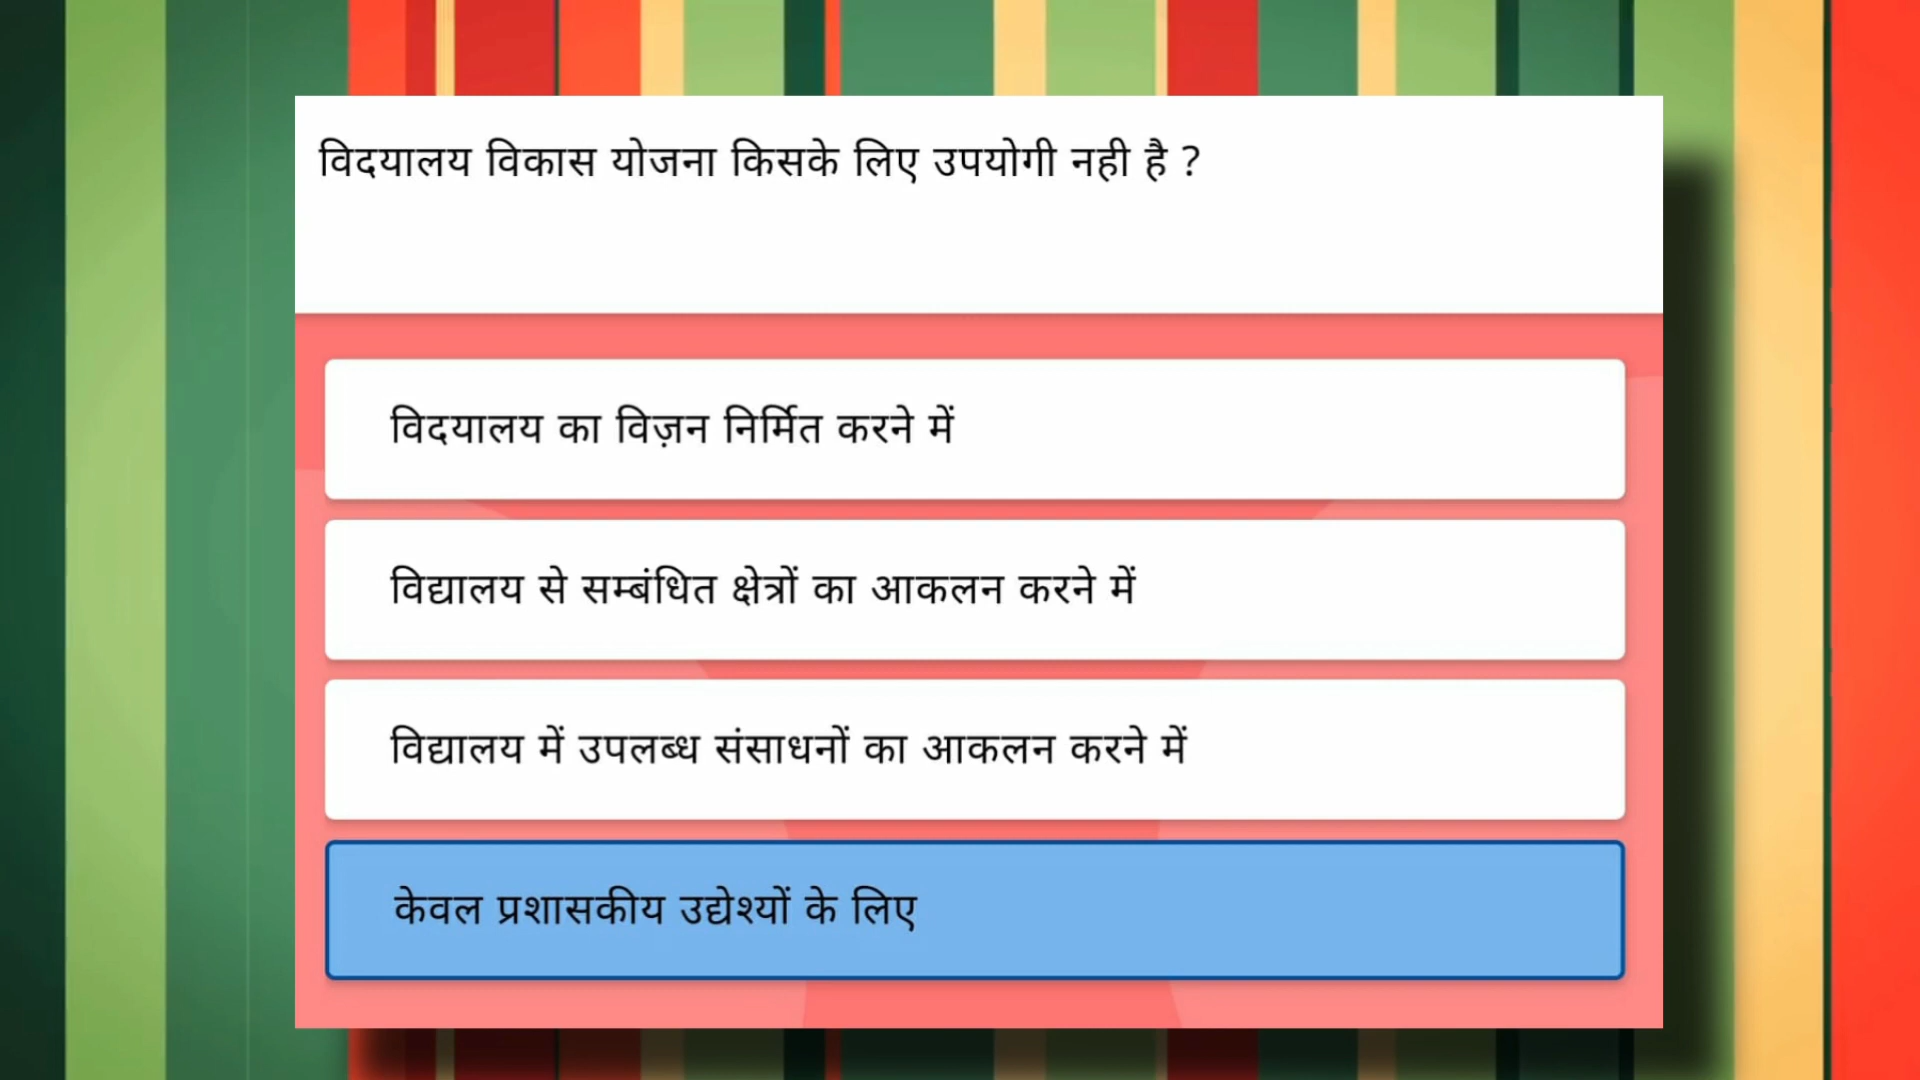 विदयालय विकास योजना किसके लिए उपयोगी नही है ?
विदयालय का विज़न निर्मित करने में
विद्यालय से सम्बंधित क्षेत्रों का आकलन करने में
विद्यालय में उपलब्ध संसाधनों का आकलन करने में
केवल प्रशासकीय उद्येश्यों के लिए